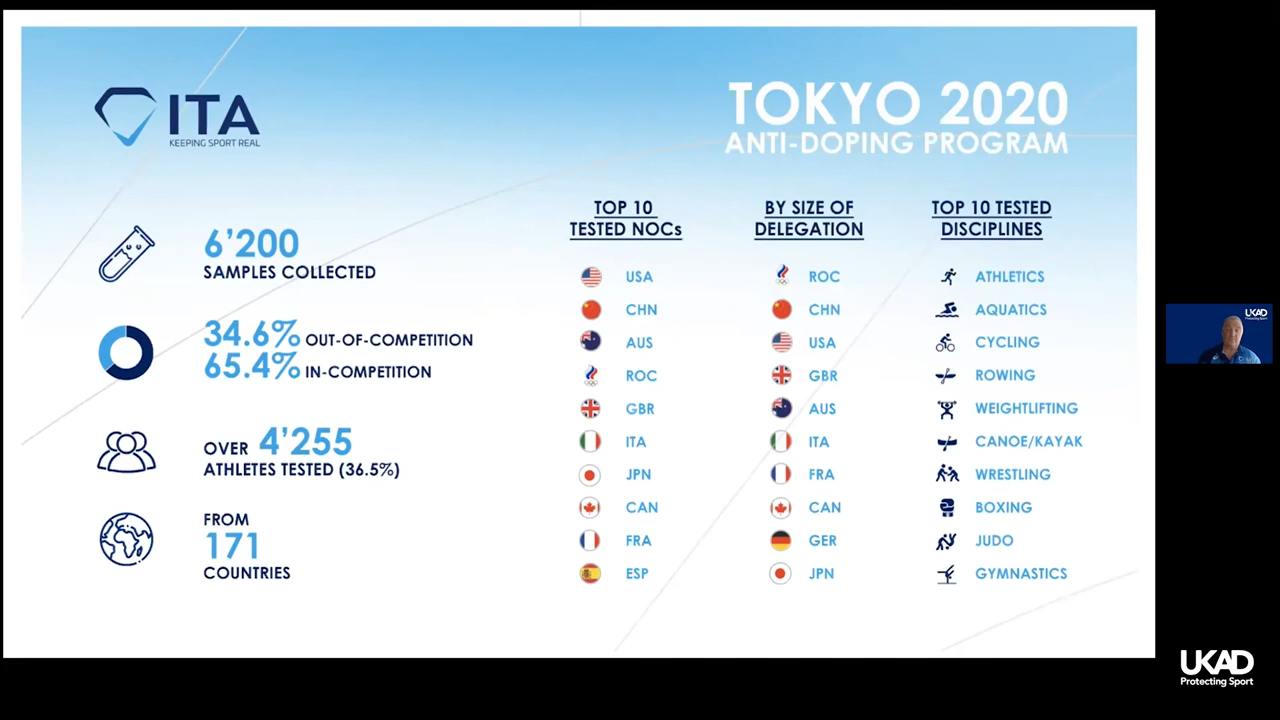 ITA
KEEPING SPORT REAL
TOKYO 2020
ANTI-DOPING PROGRAM
6’200
SAMPLES COLLECTED
34.6% OUT-OF-COMPETITION
65.4% IN-COMPETITION
OVER 4’255
ATHLETES TESTED (36.5%)
FROM
171
COUNTRIES
TOP 10
TESTED NOCs
USA
CHN
AUS
ROC
GBR
ITA
JPN
CAN
FRA
ESP
BY SIZE OF
DELEGATION
ROC
CHN
USA
GBR
AUS
ITA
FRA
CAN
GER
JPN
TOP 10 TESTED
DISCIPLINES
ATHLETICS
AQUATICS
CYCLING
ROWING
WEIGHTLIFTING
CANOE/KAYAK
WRESTLING
BOXING
JUDO
GYMNASTICS
UKAD
Protecting Sport
UKAD
Protecting Sport